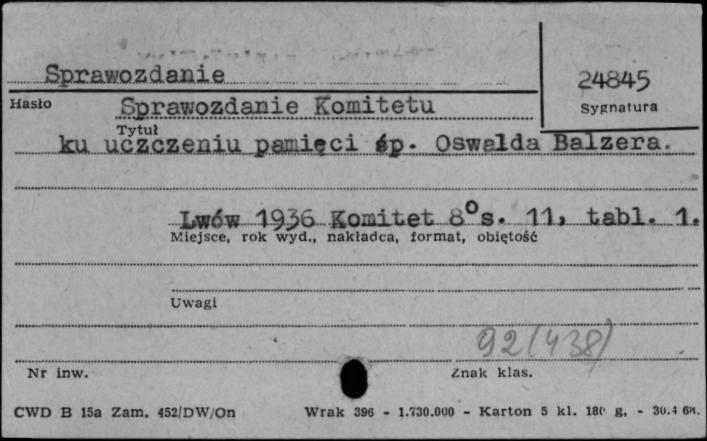 Sprawozdanie
24845
Hasło
Sprawozdanie Komitetu
Sygnatura
Tytuł
ku uczczeniu pamięci śp. Oswalda Balzera.
Lwów 1936 Komitet 8°s. 11, tabl. 1.
Miejsce, rok wyd., nakładca, format, objętość
Uwagi
92(438)
Nr inw.
Znak klas.
CWD B 15a Zam. 452/DW/On Wrak 396 - 1.730.000 - Karton 5 kl. 180 g. - 30.4 68.